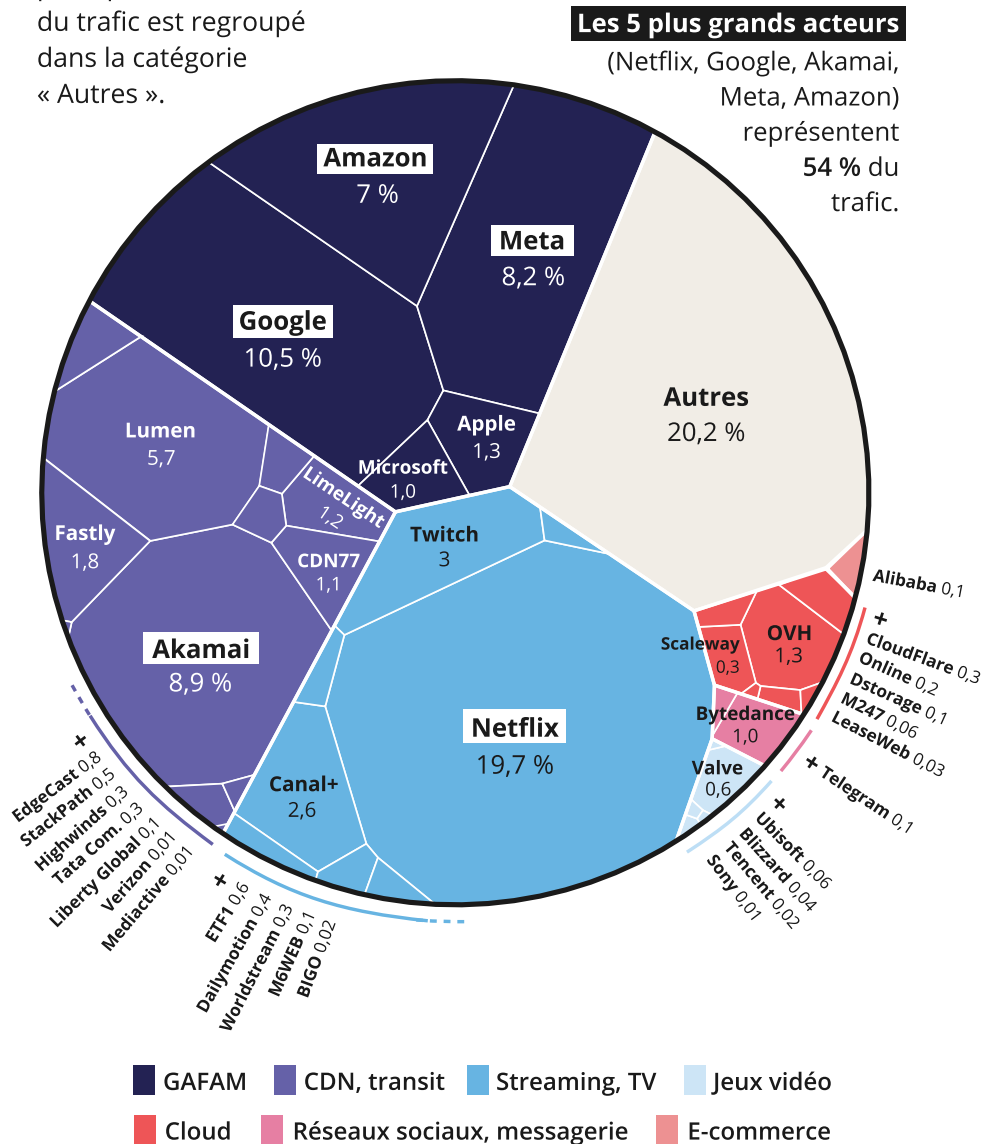 du trafic est regroupé
dans la catégorie
« Autres ».
Les 5 plus grands acteurs
(Netflix, Google, Akamai,
Meta, Amazon)
représentent
54 % du
trafic.
Amazon
7 %
Meta
8,2 %
Google
10,5 %
Autres
20,2 %
Apple
1,3
Microsoft
1,0
Lumen
5,7
LimeLight
1,2
Fastly
1,8
CDN77
1,1
Akamai
8,9 %
Twitch
3
Netflix
19,7 %
Canal+
2,6
Scaleway
0,3
OVH
1,3
Bytedance
1,0
Valve
0,6
Alibaba 0,1
+
CloudFlare 0,3
Online 0,2
Dstorage 0,1
M247 0,06
LeaseWeb 0,03
+ Telegram 0,1
+
Ubisoft 0,06
Blizzard 0,04
Tencent 0,02
Sony 0,01
+
EdgeCast 0,8
StackPath 0,5
Highwinds 0,3
Tata Com. 0,3
Liberty Global 0,1
Verizon 0,01
Mediactive 0,01
+
ETF1 0,6
Dailymotion 0,4
Worldstream 0,3
M6WEB 0,1
BIGO 0,02
GAFAM
CDN, transit
Streaming, TV
Jeux vidéo
Cloud
Réseaux sociaux, messagerie
E-commerce